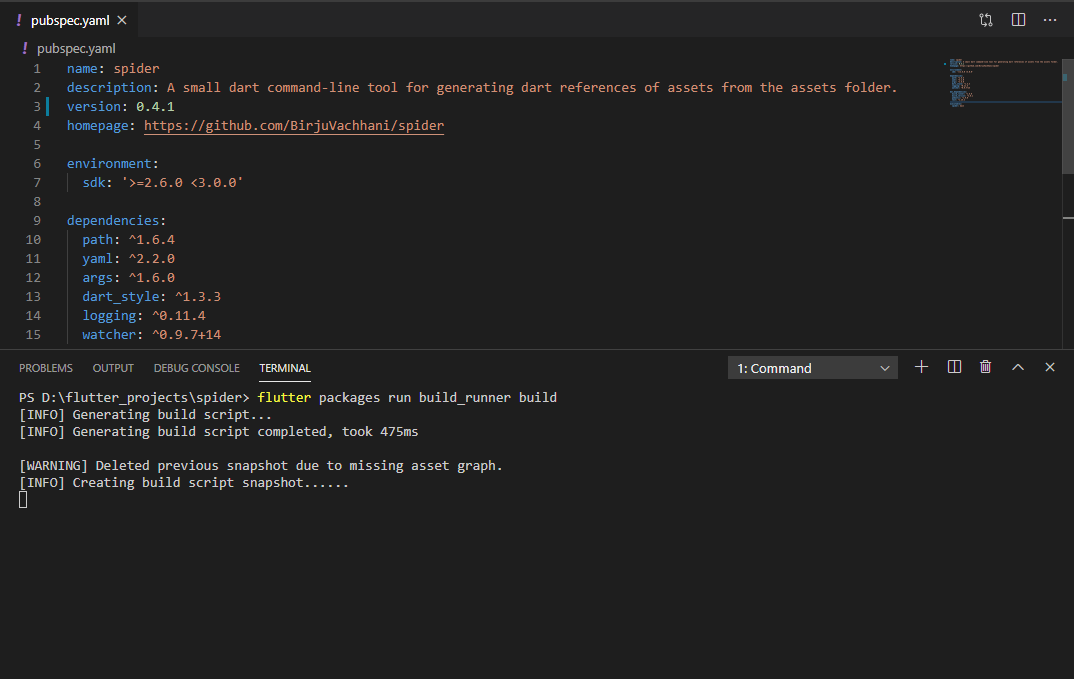 ! pubspec.yaml ×
! pubspec.yaml
1 name: spider
2 description: A small dart command-line tool for generating dart references of assets from the assets folder.
3 version: 0.4.1
4 homepage: https://github.com/BirjuVachhani/spider
5
6 environment:
7   sdk: '>=2.6.0 <3.0.0'
8
9 dependencies:
10   path: ^1.6.4
11   yaml: ^2.2.0
12   args: ^1.6.0
13   dart_style: ^1.3.3
14   logging: ^0.11.4
15   watcher: ^0.9.7+14
PROBLEMS OUTPUT DEBUG CONSOLE TERMINAL 1: Command
PS D:\flutter_projects\spider> flutter packages run build_runner build
[INFO] Generating build script...
[INFO] Generating build script completed, took 475ms
[WARNING] Deleted previous snapshot due to missing asset graph.
[INFO] Creating build script snapshot......